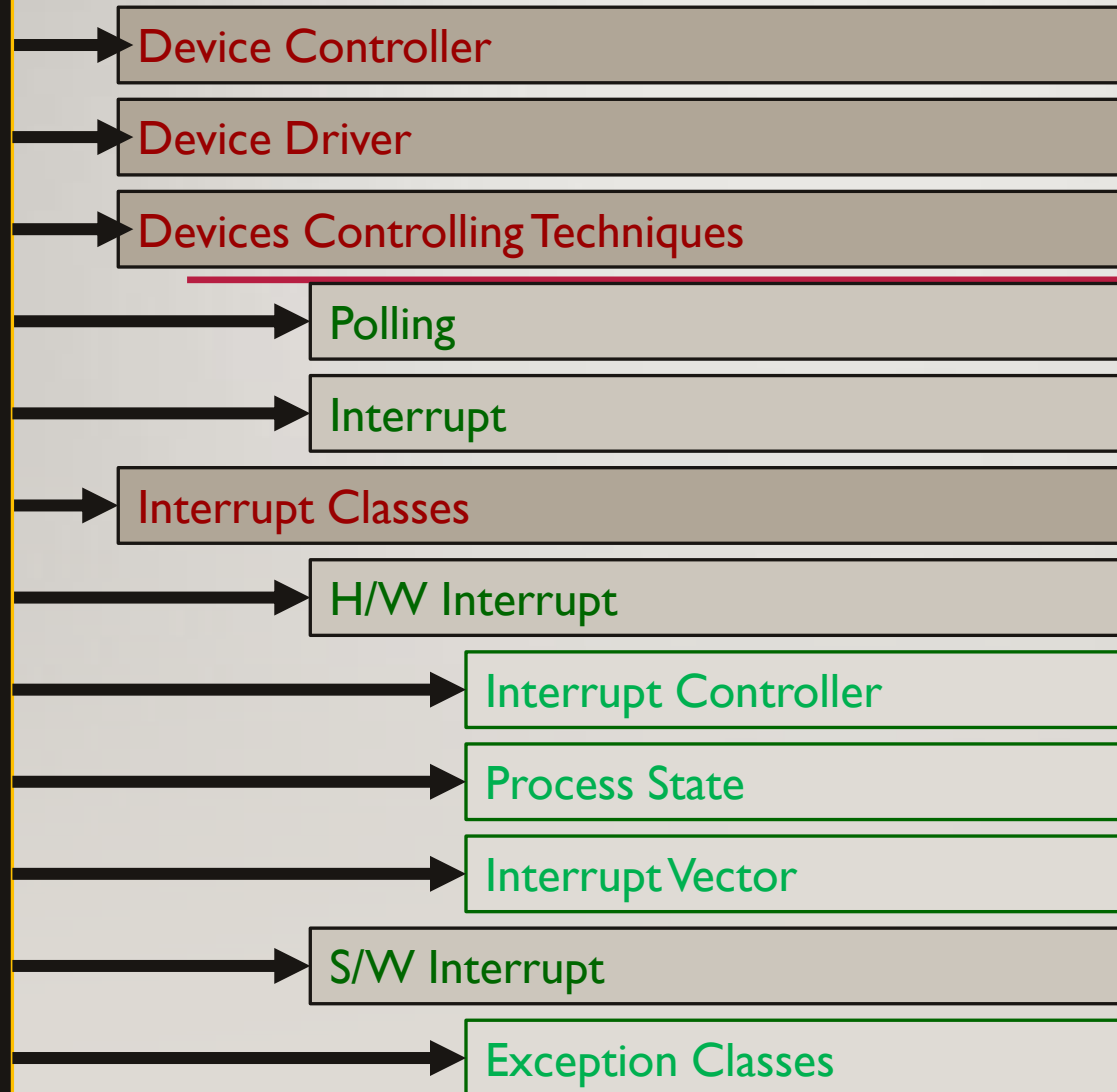 Device Controller
Device Driver
Devices Controlling Techniques
Polling
Interrupt
Interrupt Classes
H/W Interrupt
Interrupt Controller
Process State
Interrupt Vector
S/W Interrupt
Exception Classes